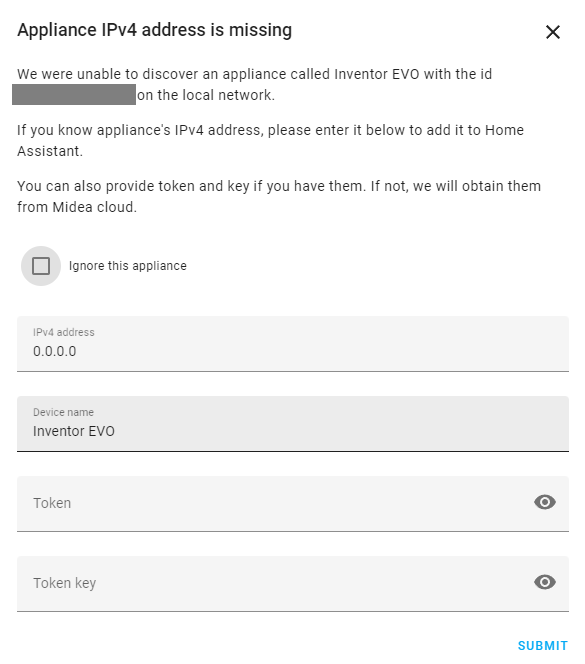 Appliance IPv4 address is missing
We were unable to discover an appliance called Inventor EVO with the id
on the local network.
If you know appliance's IPv4 address, please enter it below to add it to Home
Assistant.
You can also provide token and key if you have them. If not, we will obtain them
from Midea cloud.
Ignore this appliance
IPv4 address
0.0.0.0
Device name
Inventor EVO
Token
Token key
SUBMIT